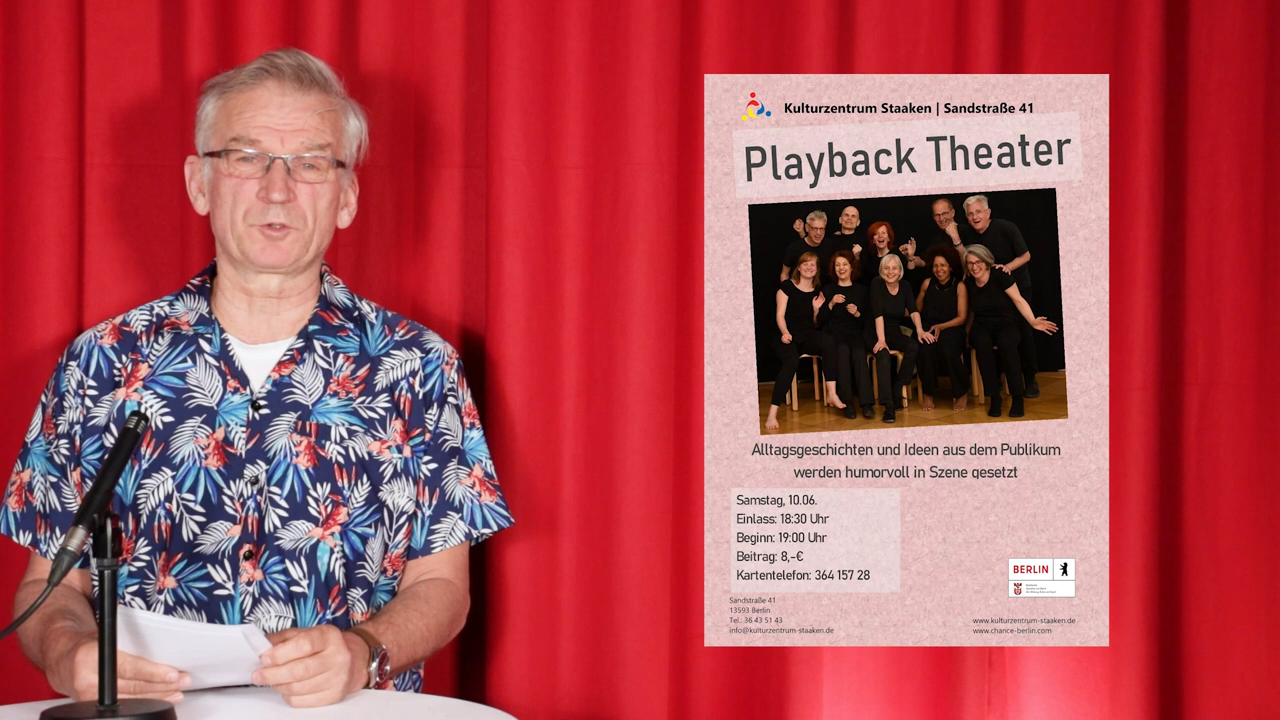 Kulturzentrum Staaken | Sandstraße 41
Playback Theater
Alltagsgeschichten und Ideen aus dem Publikum
werden humorvoll in Szene gesetzt
Samstag, 10.06.
Einlass: 18:30 Uhr
Beginn: 19:00 Uhr
Beitrag: 8,-€
Kartentelefon: 364 157 28
BERLIN
Sandstraße 41
13593 Berlin
Tel.: 36 43 51 43
info@kulturzentrum-staaken.de
www.kulturzentrum-staaken.de
www.chance-berlin.com